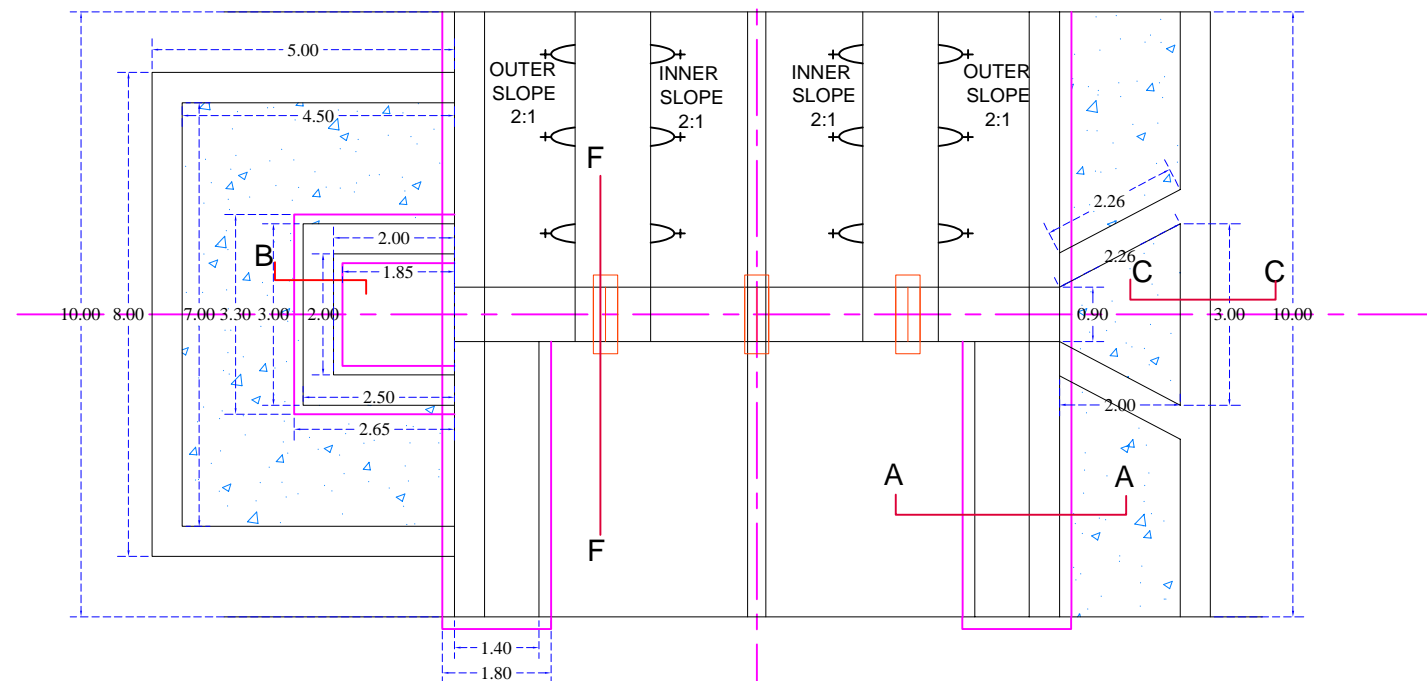 5.00
OUTER
SLOPE
2:1
INNER
SLOPE
2:1
INNER
SLOPE
2:1
OUTER
SLOPE
2:1
4.50
F
2.26
2.00
B
1.85
2.26
C
C
10.00
8.00
7.00
3.30
3.00
2.00
0.90
3.00
10.00
2.50
2.00
2.65
A
A
F
1.40
1.80